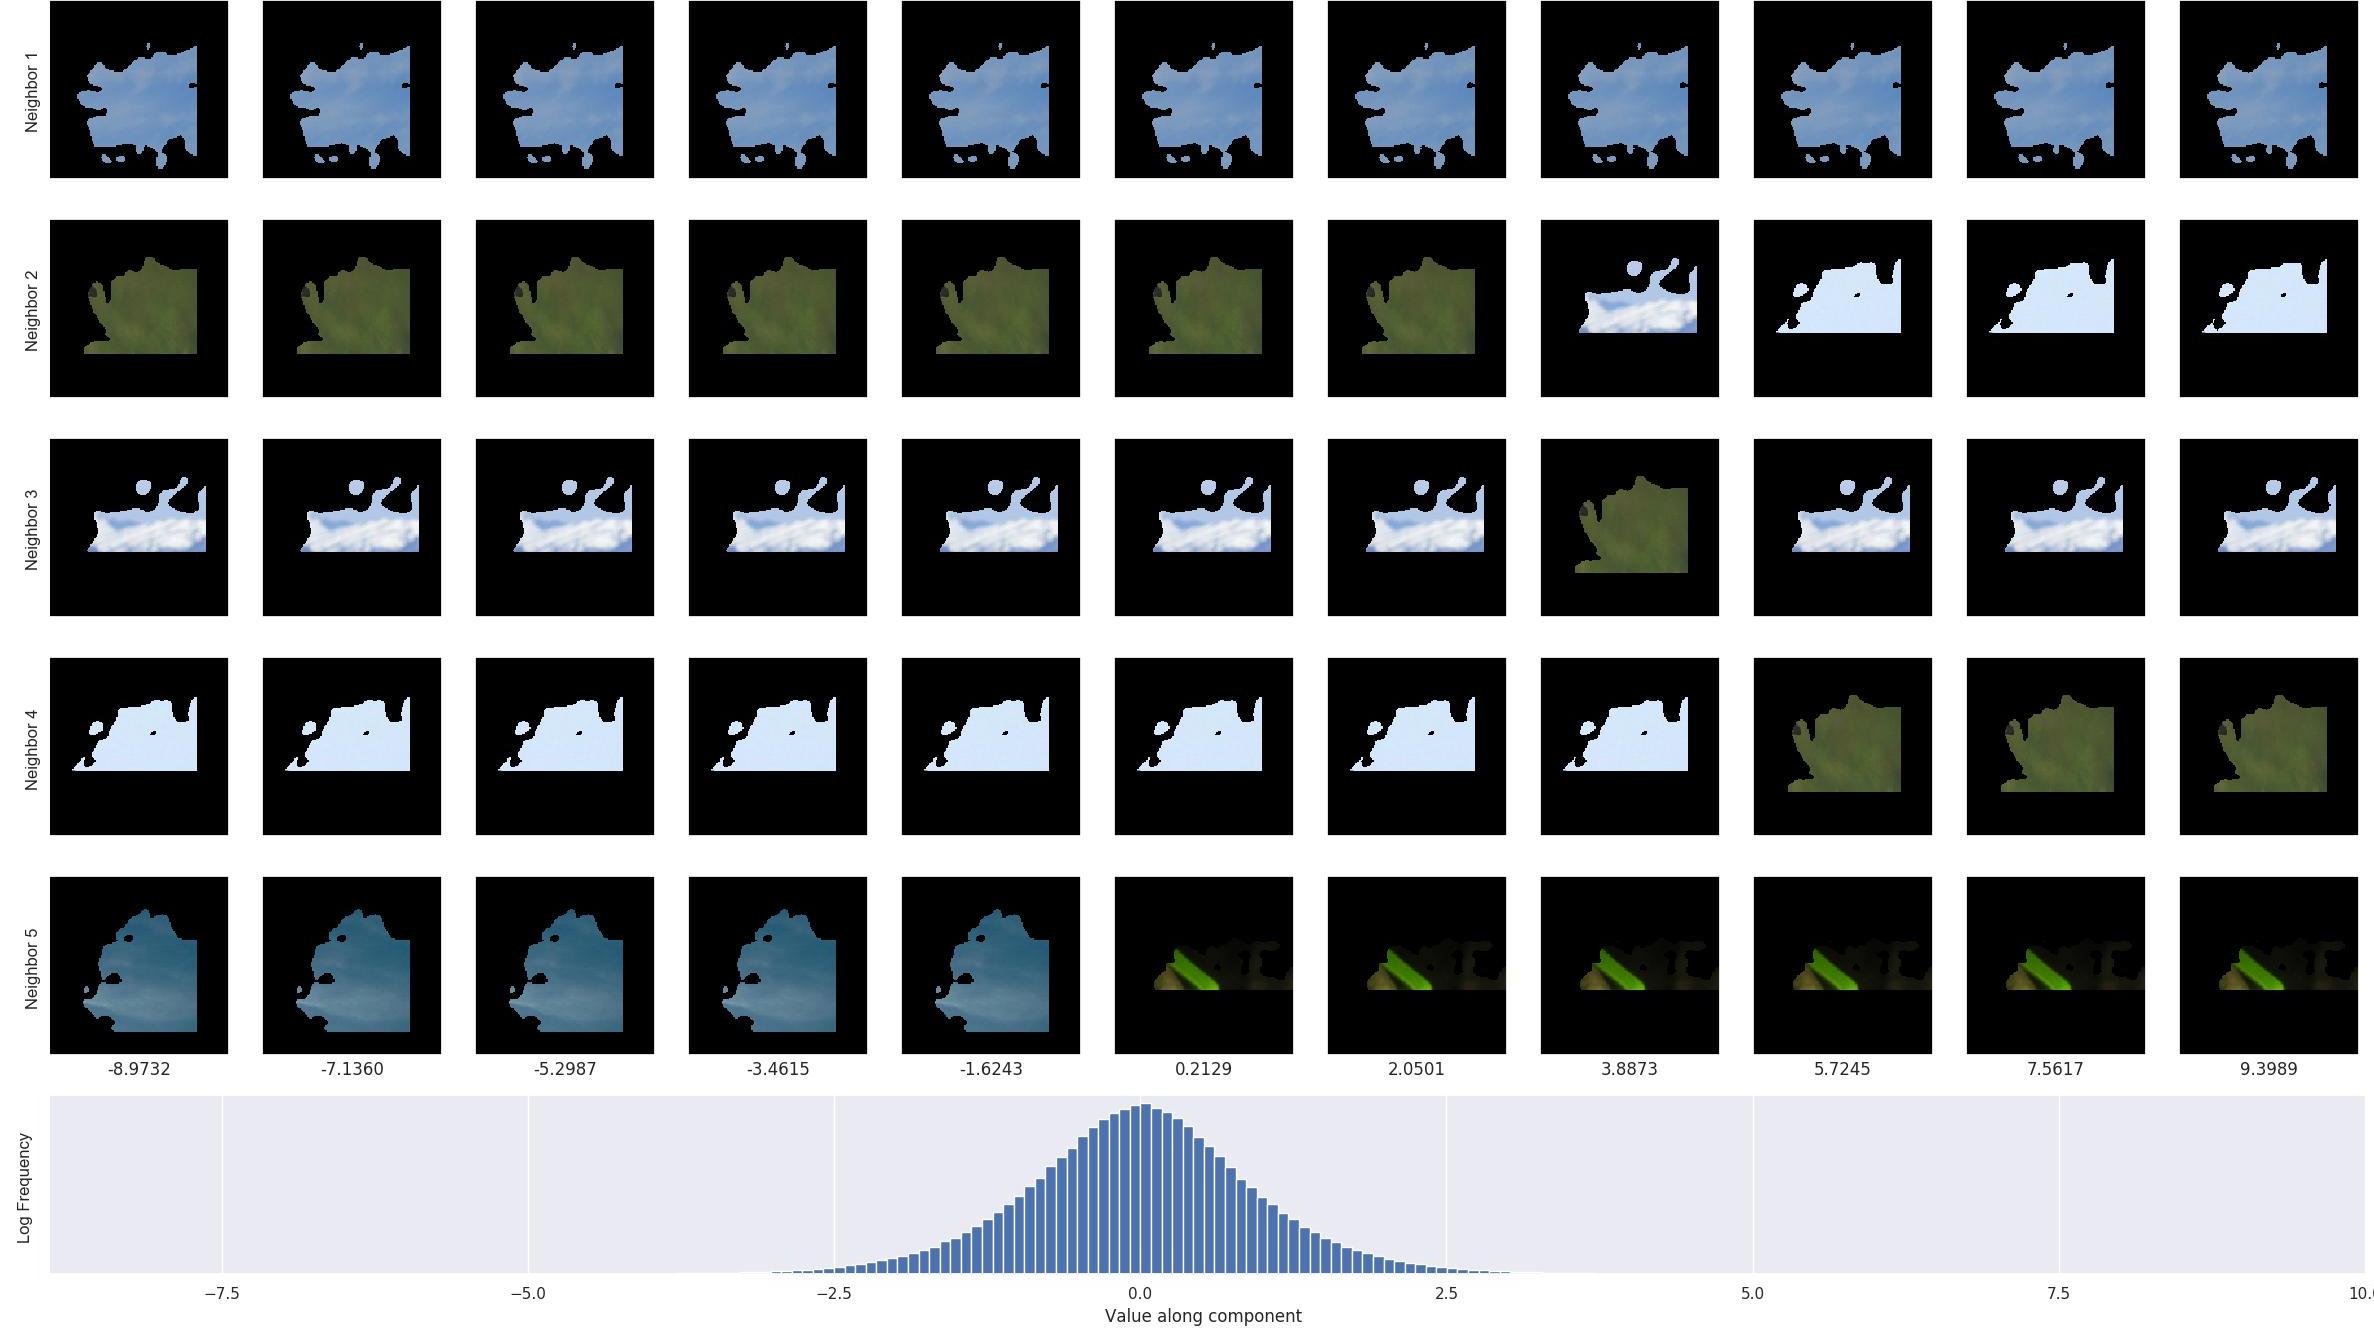 Neighbor 1
Neighbor 2
Neighbor 3
Neighbor 4
Neighbor 5
-8.9732 -7.1360 -5.2987 -3.4615 -1.6243 0.2129 2.0501 3.8873 5.7245 7.5617 9.3989
Log Frequency
−7.5 −5.0 −2.5 0.0 2.5 5.0 7.5 10.
Value along component